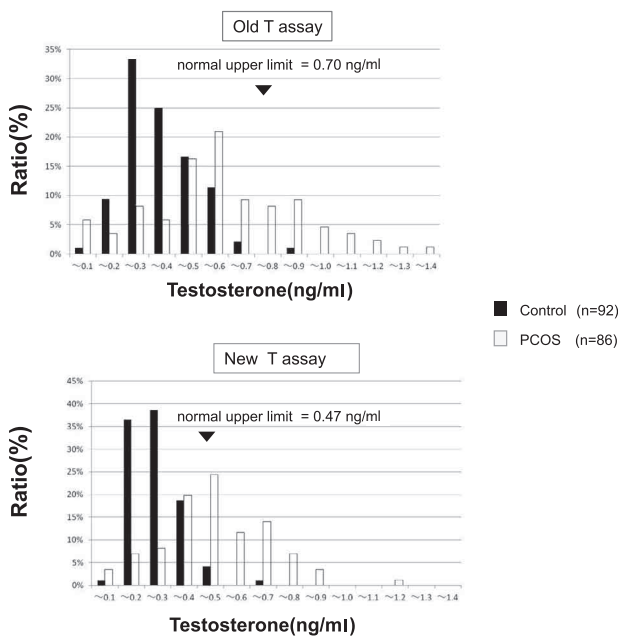 Old T assay
normal upper limit = 0.70 ng/ml
35%
30%
25%
20%
15%
10%
5%
0%
Ratio(%)
~0.1 ~0.2 ~0.3 ~0.4 ~0.5 ~0.6 ~0.7 ~0.8 ~0.9 ~1.0 ~1.1 ~1.2 ~1.3 ~1.4
Testosterone(ng/ml)
Control (n=92)
PCOS (n=86)
New T assay
normal upper limit = 0.47 ng/ml
45%
40%
35%
30%
25%
20%
15%
10%
5%
0%
Ratio(%)
~0.1 ~0.2 ~0.3 ~0.4 ~0.5 ~0.6 ~0.7 ~0.8 ~0.9 ~1.0 ~1.1 ~1.2 ~1.3 ~1.4
Testosterone(ng/ml)